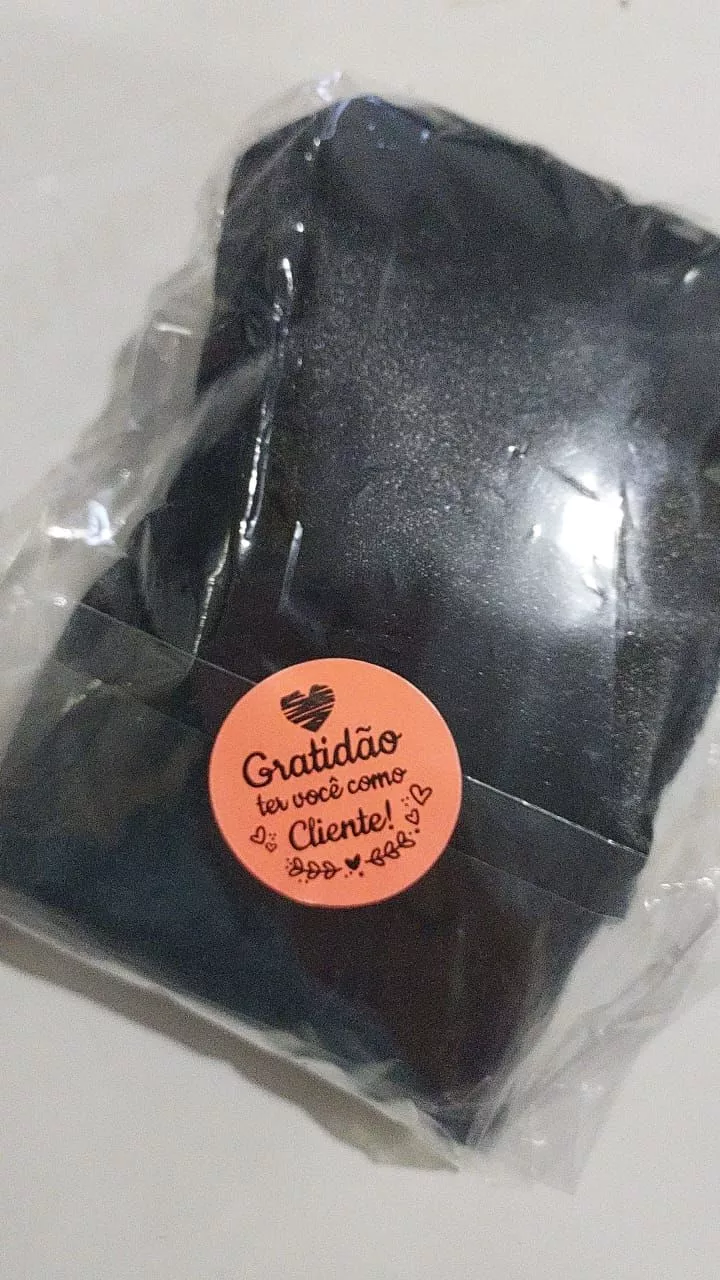 Gratidão
ter você como
Cliente!